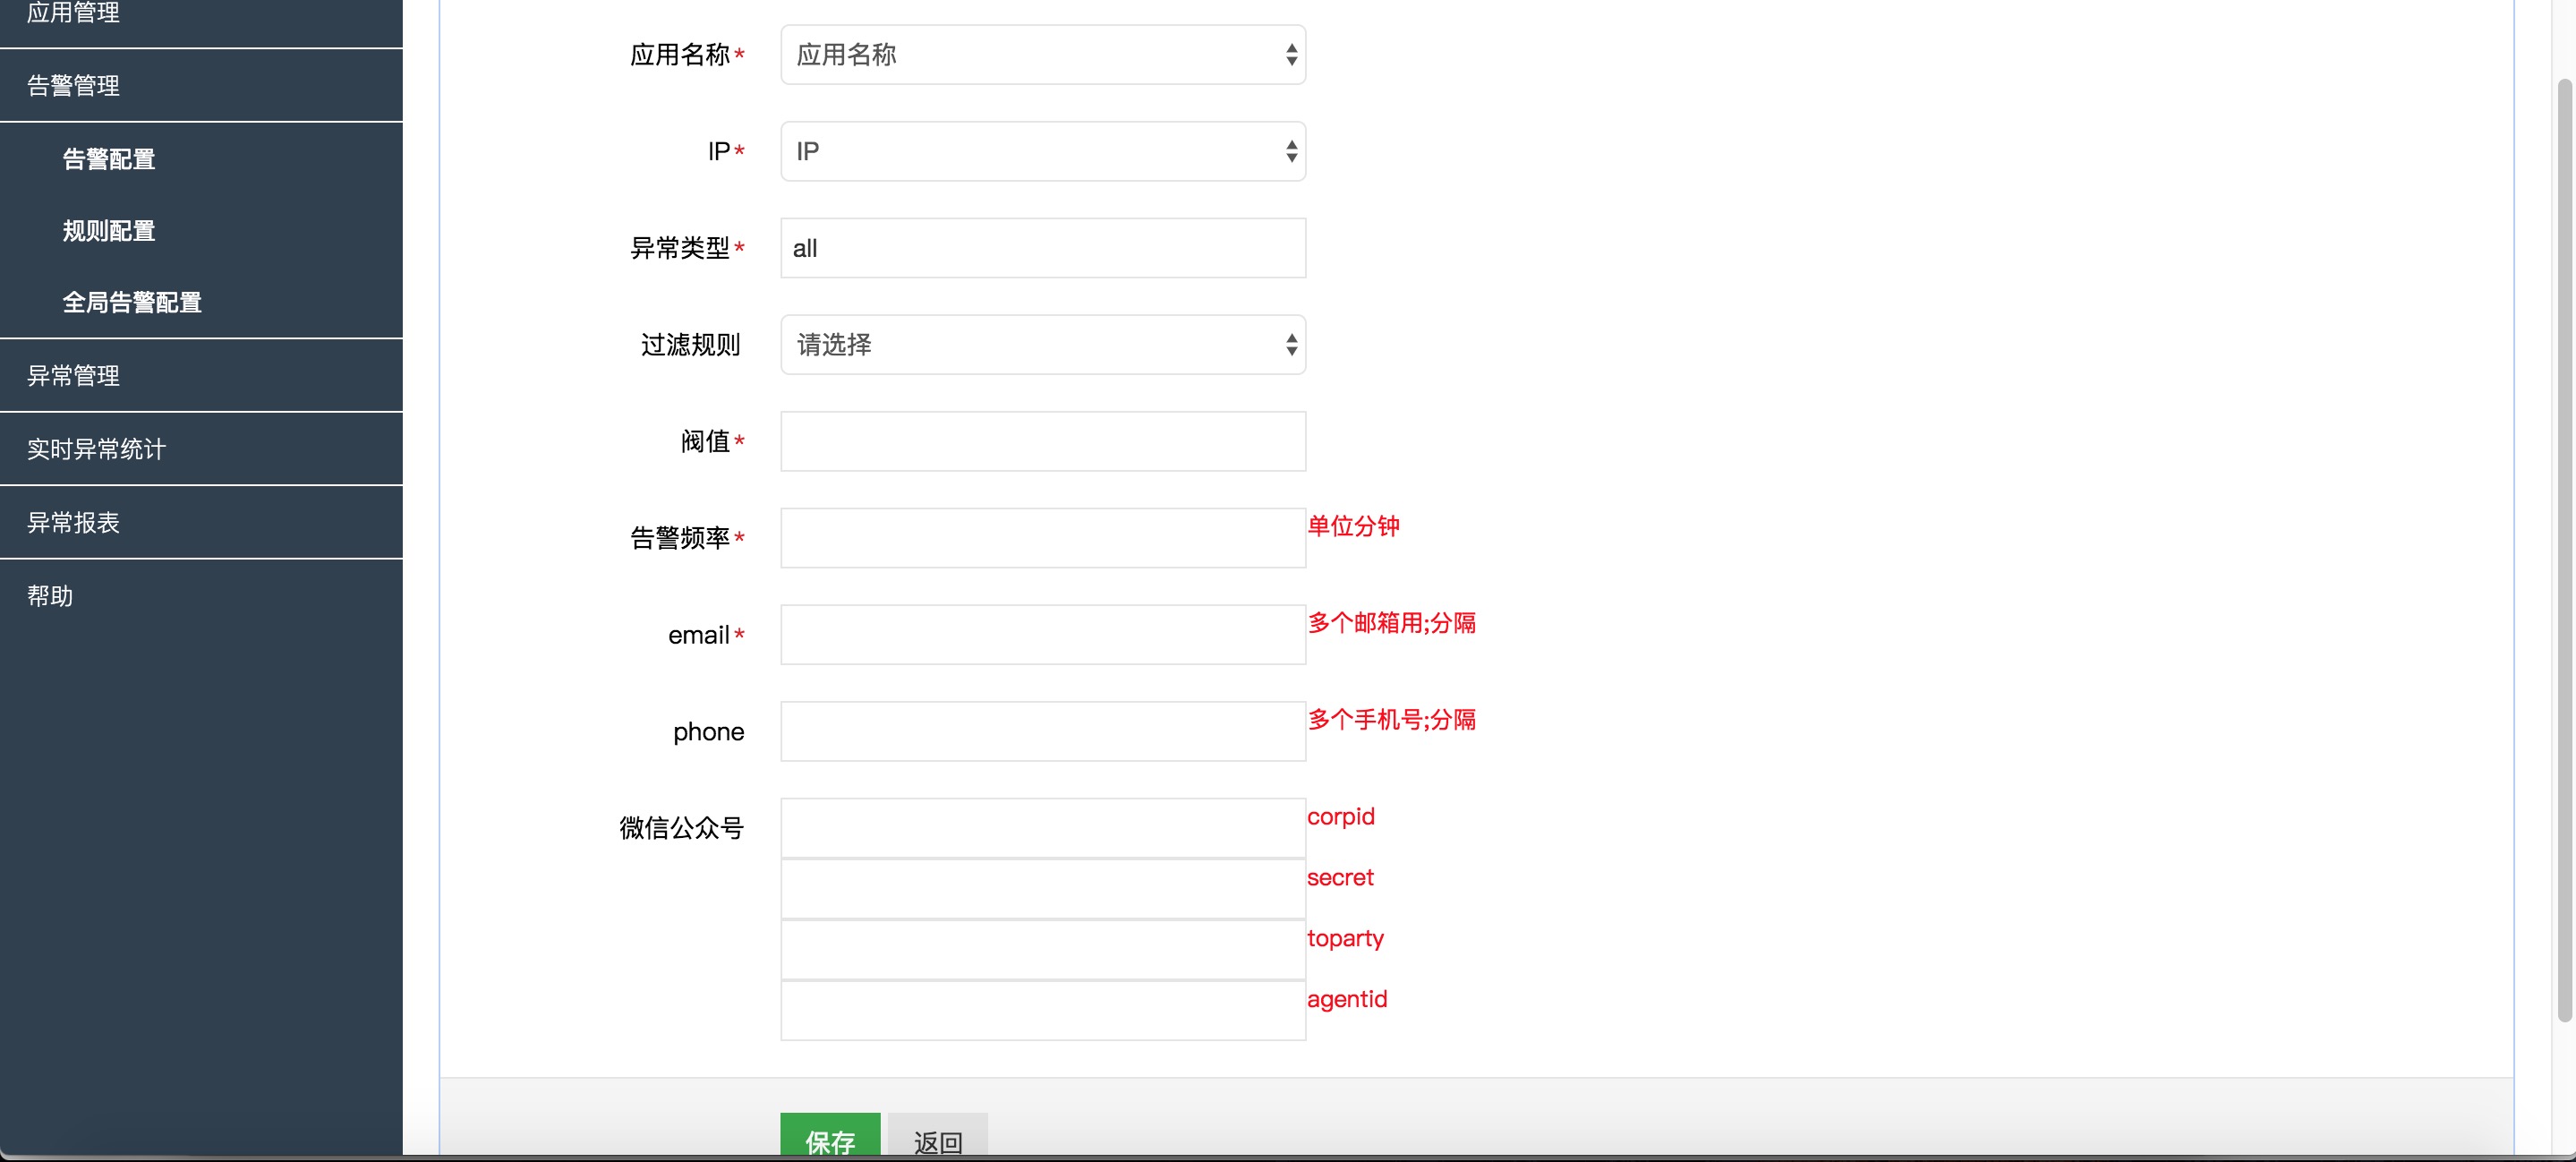 应用管理
告警管理
告警配置
规则配置
全局告警配置
异常管理
实时异常统计
异常报表
帮助
应用名称* 应用名称
IP* IP
异常类型* all
过滤规则 请选择
阀值*
告警频率* 单位分钟
email* 多个邮箱用;分隔
phone 多个手机号;分隔
微信公众号 corpid
secret
toparty
agentid
保存 返回